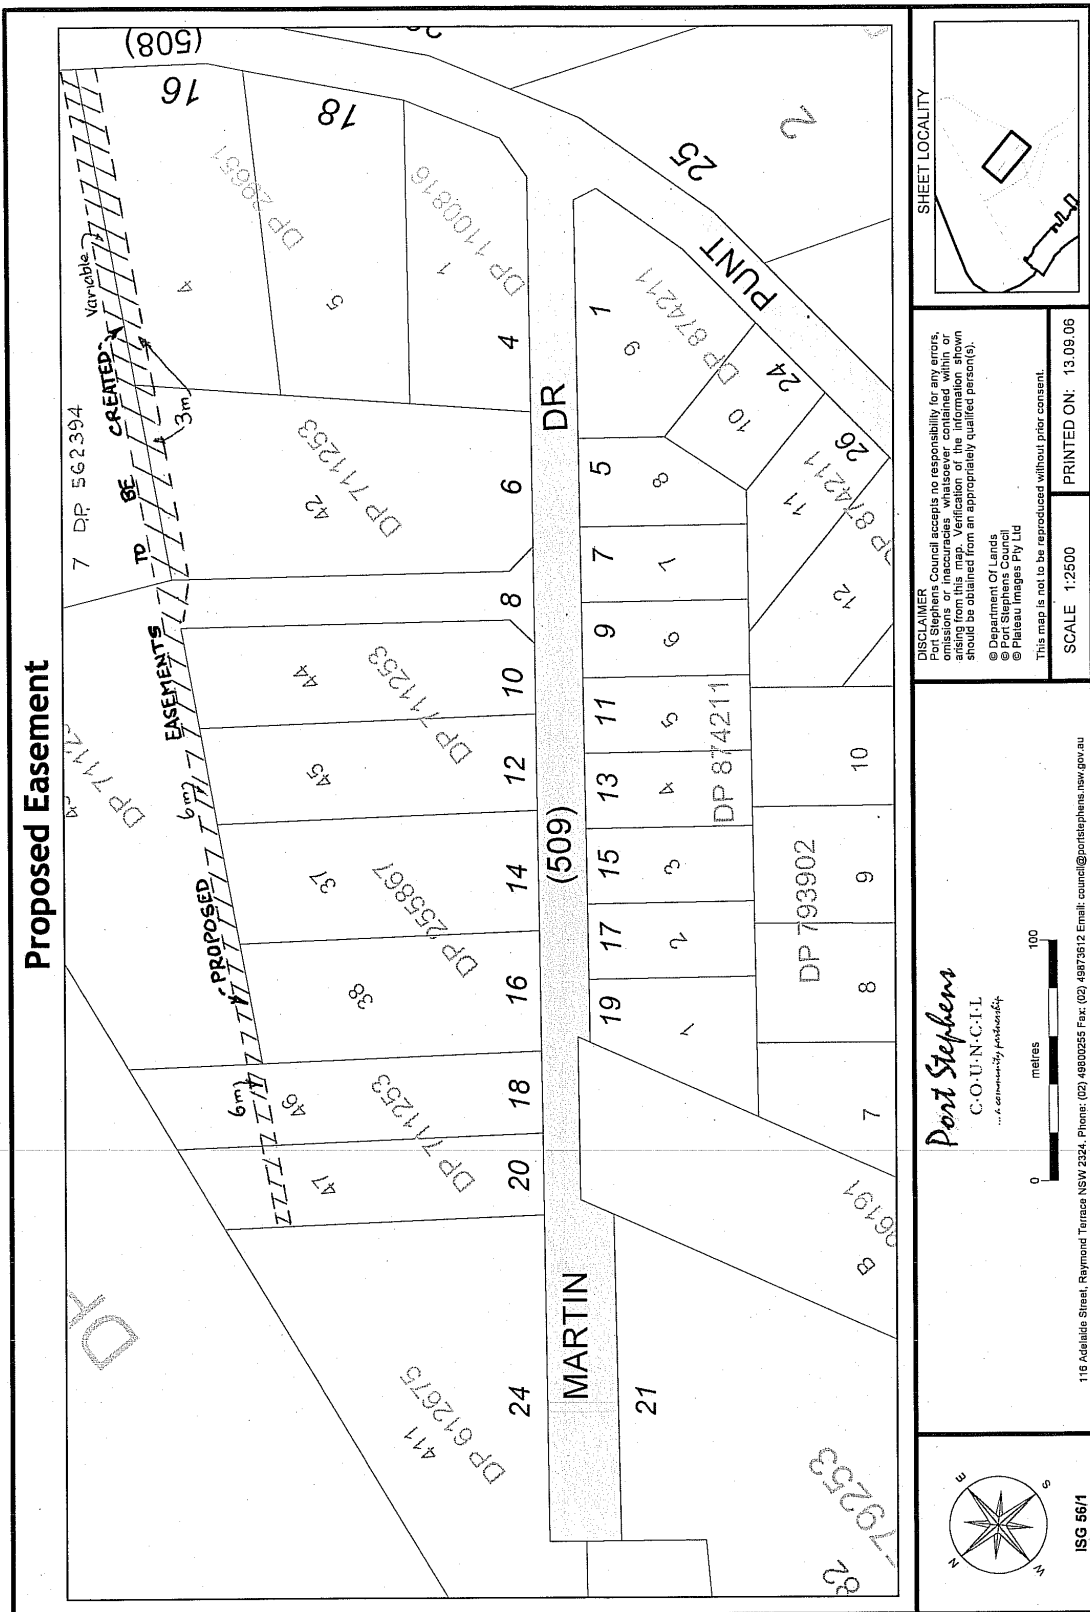 Proposed Easement
(508)
16
18
25
2
7 DP 562394
Variable
PROPOSED EASEMENTS TO BE CREATED
3m
6m
6m
4
DP 28651
5
1
DP 1100816
42
DP 711253
44
DP 711253
45
37
DP 255867
38
46
DP 711253
47
411
DP 612675
DP
4
6
8
10
12
14
16
18
20
24
MARTIN
(509)
DR
PUNT
1
5
7
9
11
13
15
17
19
21
9
DP 874211
10
24
11
26
DP 874211
12
8
7
6
5
4
3
2
1
DP 874211
DP 793902
10
9
8
7
B
82
SHEET LOCALITY
DISCLAIMER
Port Stephens Council accepts no responsibility for any errors,
omissions or inaccuracies whatsoever contained within or
arising from this map. Verification of the information shown
should be obtained from an appropriately qualified person(s).
© Department Of Lands
© Port Stephens Council
© Plateau Images Pty Ltd
This map is not to be reproduced without prior consent.
SCALE 1:2500
PRINTED ON: 13.09.06
Port Stephens
C·O·U·N·C·I·L
... a community partnership
0
metres
100
116 Adelaide Street, Raymond Terrace NSW 2324. Phone: (02) 49800255 Fax: (02) 49873612 Email: council@portstephens.nsw.gov.au
N
E
S
W
ISG 56/1